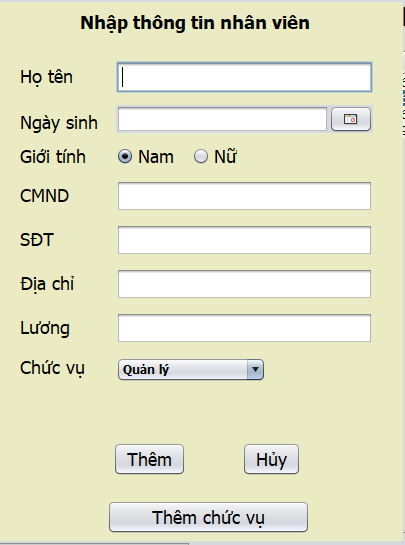 Nhập thông tin nhân viên
Họ tên
Ngày sinh
Giới tính Nam Nữ
CMND
SĐT
Địa chỉ
Lương
Chức vụ Quản lý
Thêm Hủy
Thêm chức vụ